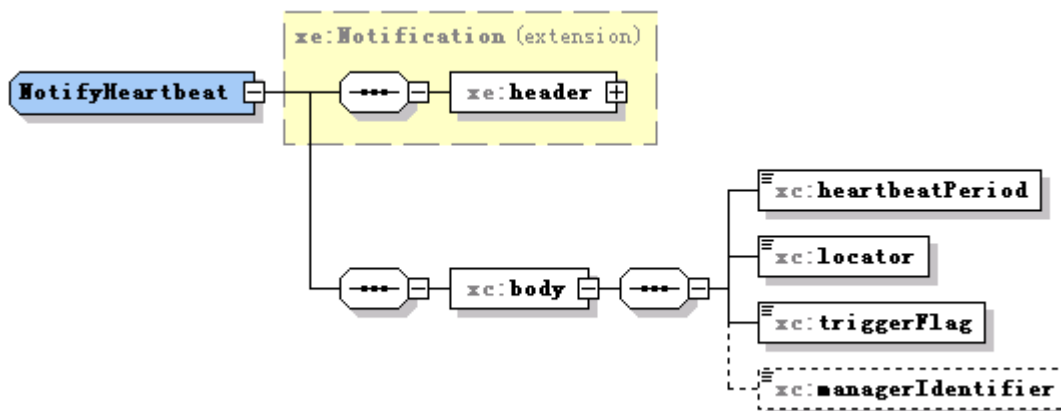 xe:Notification (extension)
NotifyHeartbeat
xe:header
xc:heartbeatPeriod
xc:locator
xc:body
xc:triggerFlag
xc:managerIdentifier